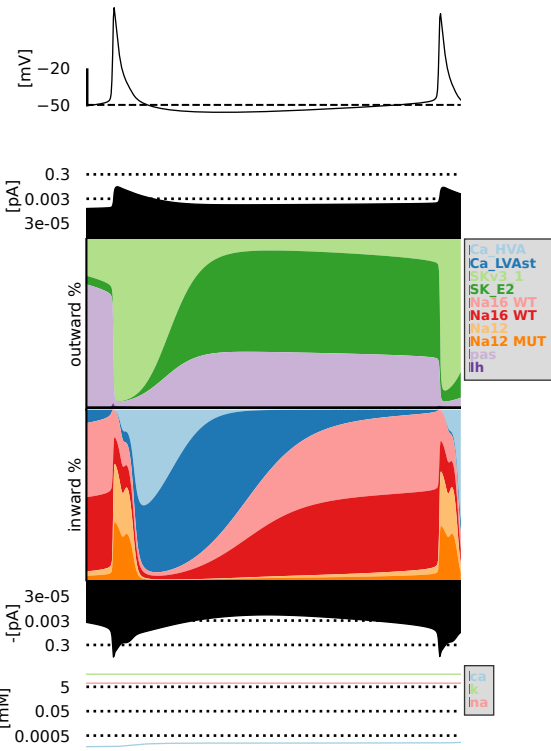 [mV]
−20
−50
[pA]
0.3
0.003
3e-05
outward %
Ca_HVA
Ca_LVAst
SKv3_1
SK_E2
Na16 WT
Na16 WT
Na12
Na12 MUT
pas
Ih
inward %
-[pA]
3e-05
0.003
0.3
[mM]
5
0.05
0.0005
ca
k
na